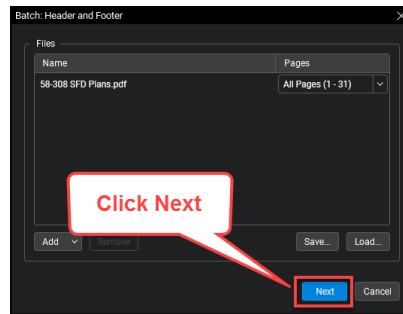 Batch: Header and Footer
Files
Name Pages
58-308 SFD Plans.pdf All Pages (1 - 31)
Click Next
Add Remove Save... Load...
Next Cancel